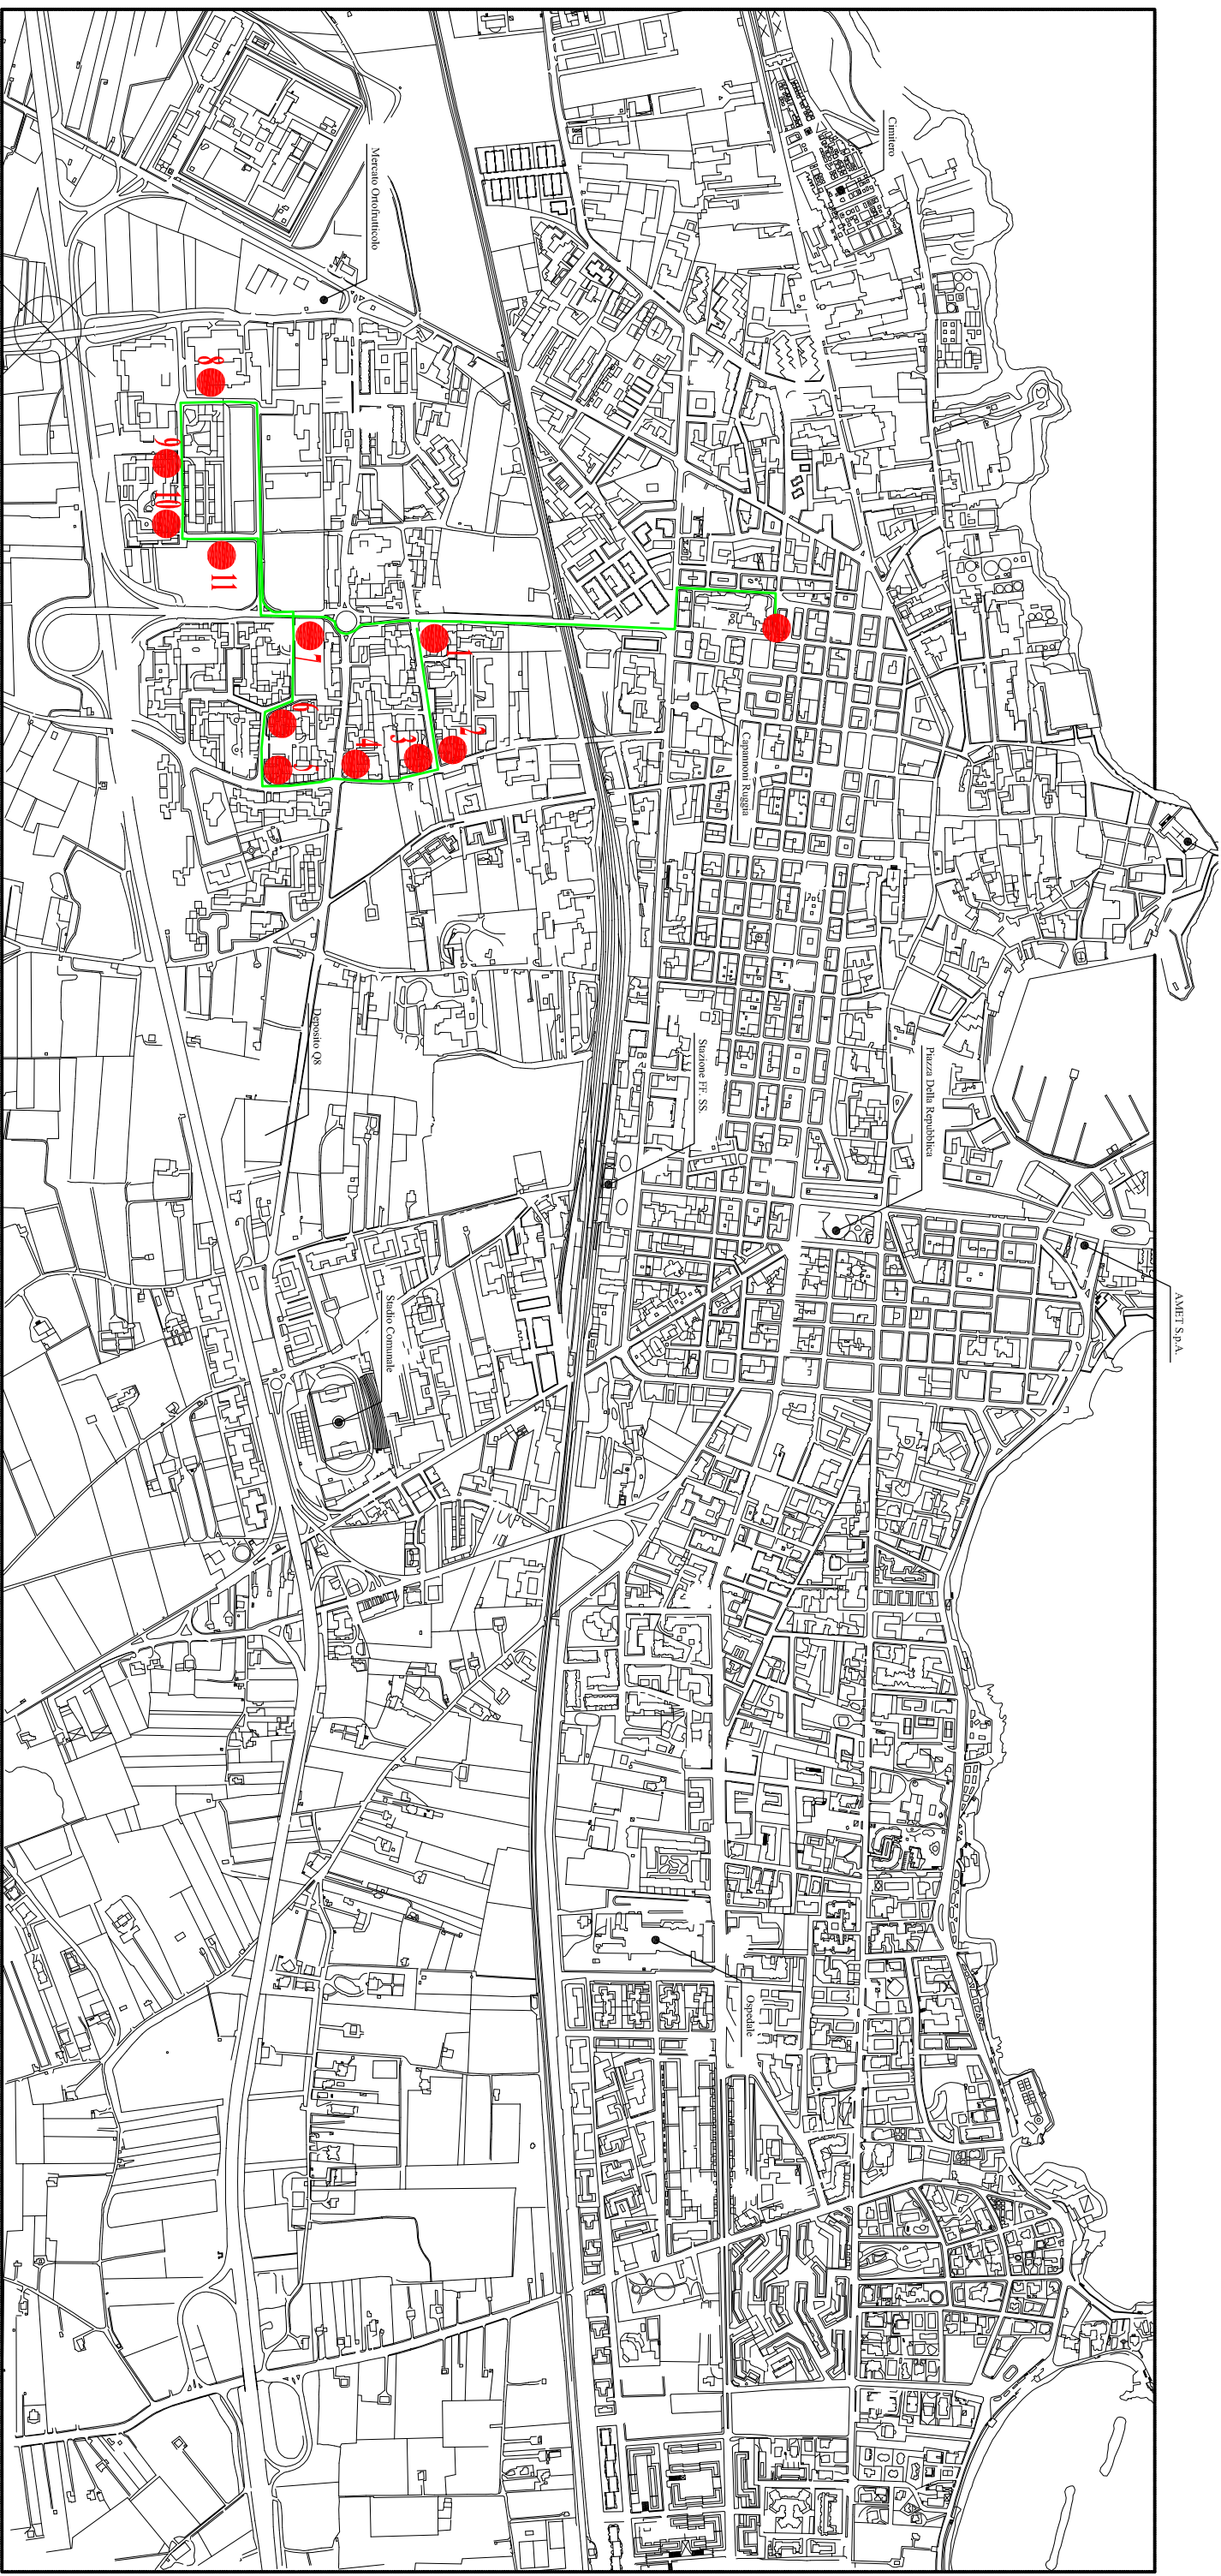 Cimitero
Mercato Ortofrutticolo
Capannoni Ruggia
Piazza Della Repubblica
Stazione FF. SS.
Deposito Q8
AMET S.p.A.
Stadio Comunale
Ospedale
1
2
3
4
5
6
7
8
9
10
11